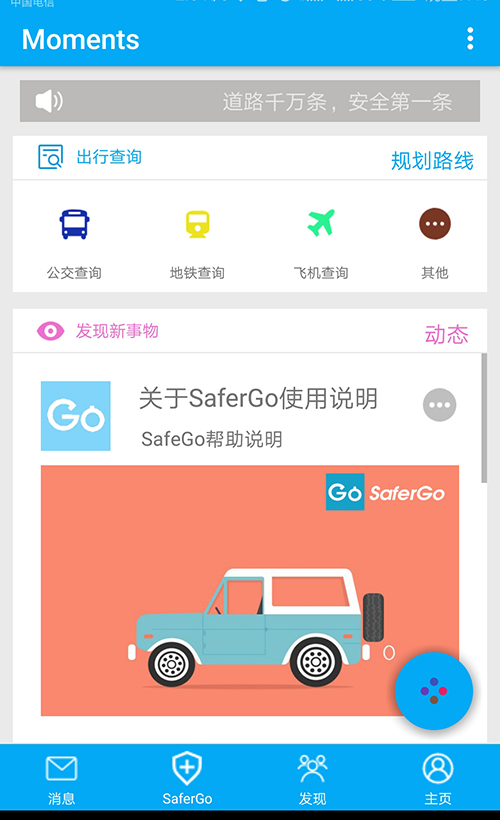 中国电信
Moments
道路千万条，安全第一条
出行查询
规划路线
公交查询 地铁查询 飞机查询 其他
发现新事物
动态
Go
关于SaferGo使用说明
SafeGo帮助说明
Go SaferGo
消息 SaferGo 发现 主页